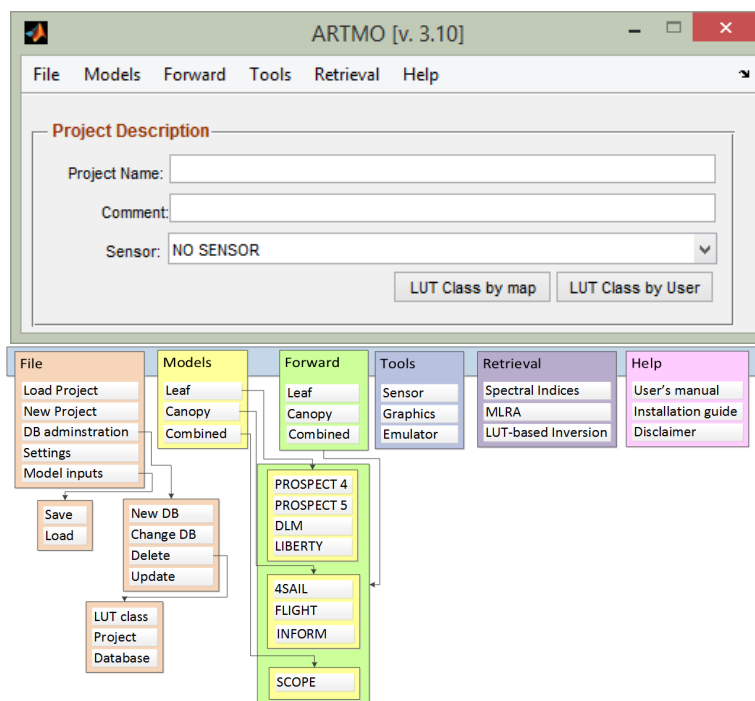 ARTMO [v. 3.10]
File Models Forward Tools Retrieval Help
Project Description
Project Name:
Comment:
Sensor: NO SENSOR
LUT Class by map LUT Class by User
File
Load Project
New Project
DB adminstration
Settings
Model inputs
Save
Load
New DB
Change DB
Delete
Update
LUT class
Project
Database
Models
Leaf
Canopy
Combined
Forward
Leaf
Canopy
Combined
PROSPECT 4
PROSPECT 5
DLM
LIBERTY
4SAIL
FLIGHT
INFORM
SCOPE
Tools
Sensor
Graphics
Emulator
Retrieval
Spectral Indices
MLRA
LUT-based Inversion
Help
User's manual
Installation guide
Disclaimer